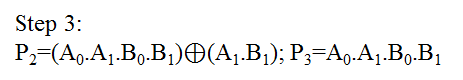 Step 3:
P₂=(A₀.A₁.B₀.B₁)⨁(A₁.B₁); P₃=A₀.A₁.B₀.B₁